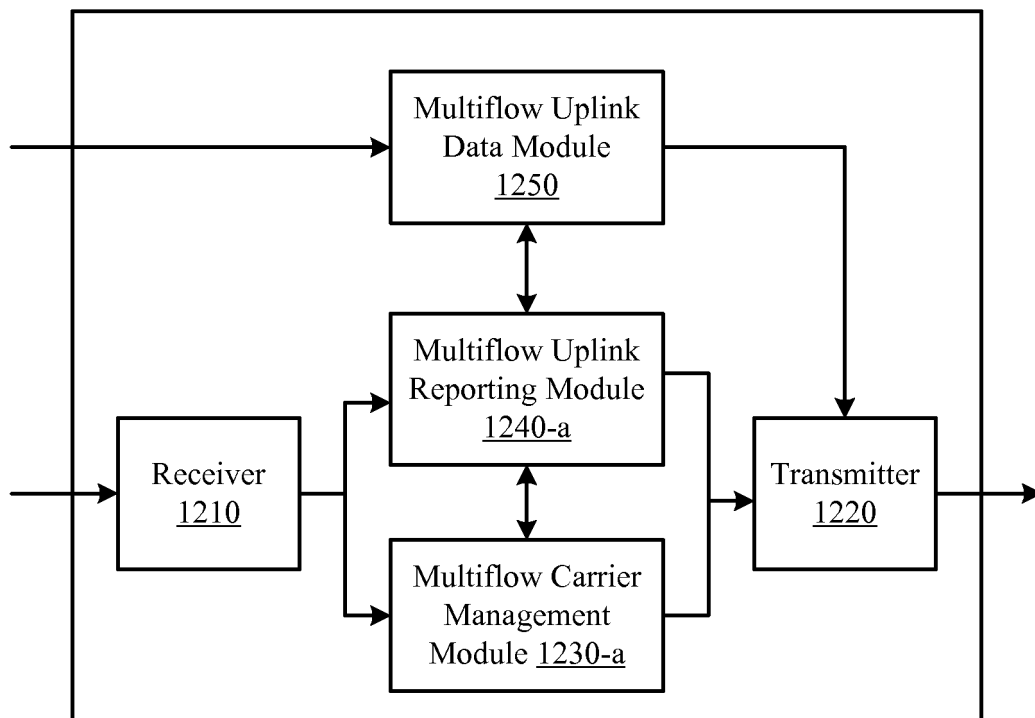 Multiflow Uplink
Data Module
1250
Multiflow Uplink
Reporting Module
1240-a
Receiver
1210
Transmitter
1220
Multiflow Carrier
Management
Module 1230-a